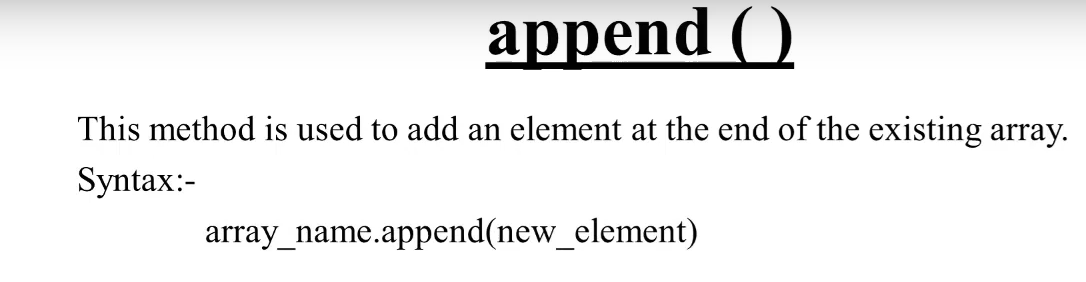 append ( )
This method is used to add an element at the end of the existing array.
Syntax:-
array_name.append(new_element)